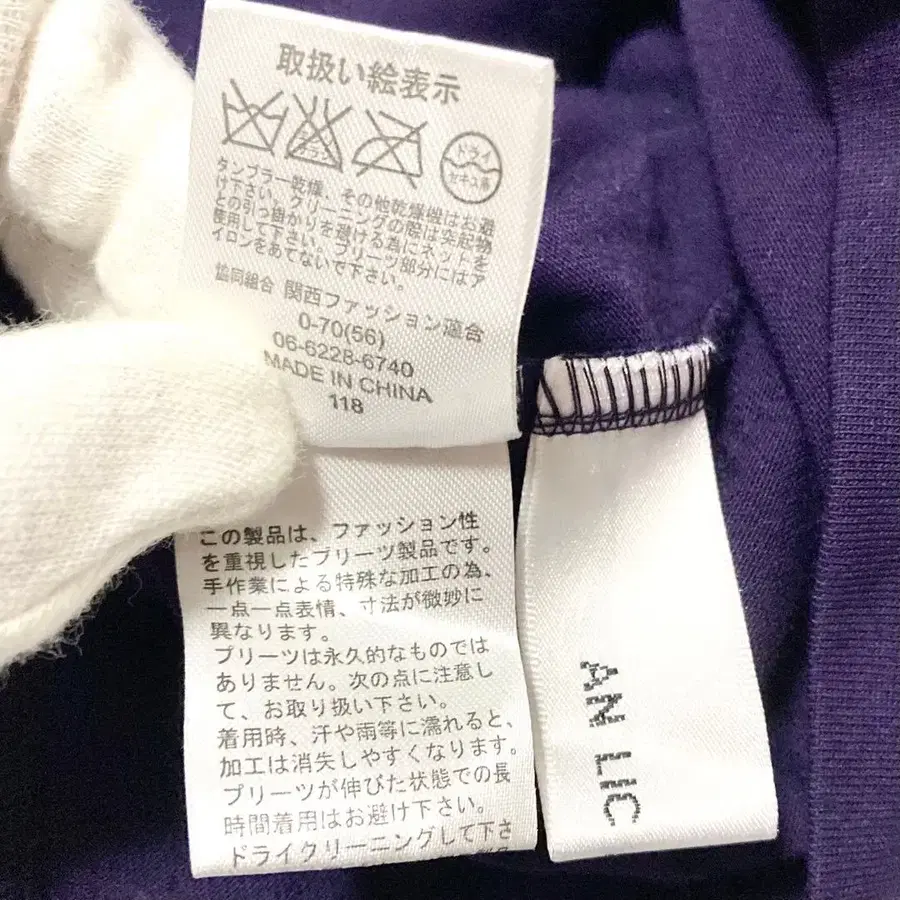 取扱い絵表示
ドライ
セキユ系
タンブラー乾燥、その他乾燥機はお避
け下さい。クリーニングの際は突起物
との引っ掛かりを避ける為にネットを
使用して下さい。プリーツ部分にはア
イロンをあてないで下さい。
協同組合 関西ファッション適合
0-70(56)
06-6228-6740
MADE IN CHINA
118
この製品は、ファッション性
を重視したプリーツ製品です。
手作業による特殊な加工の為、
一点一点表情、寸法が微妙に
異なります。
プリーツは永久的なものでは
ありません。次の点に注意し
て、お取り扱い下さい。
着用時、汗や雨等に濡れると、
加工は消失しやすくなります。
プリーツが伸びた状態での長
時間着用はお避け下さい。
ドライクリーニングして下さ
AN LIC